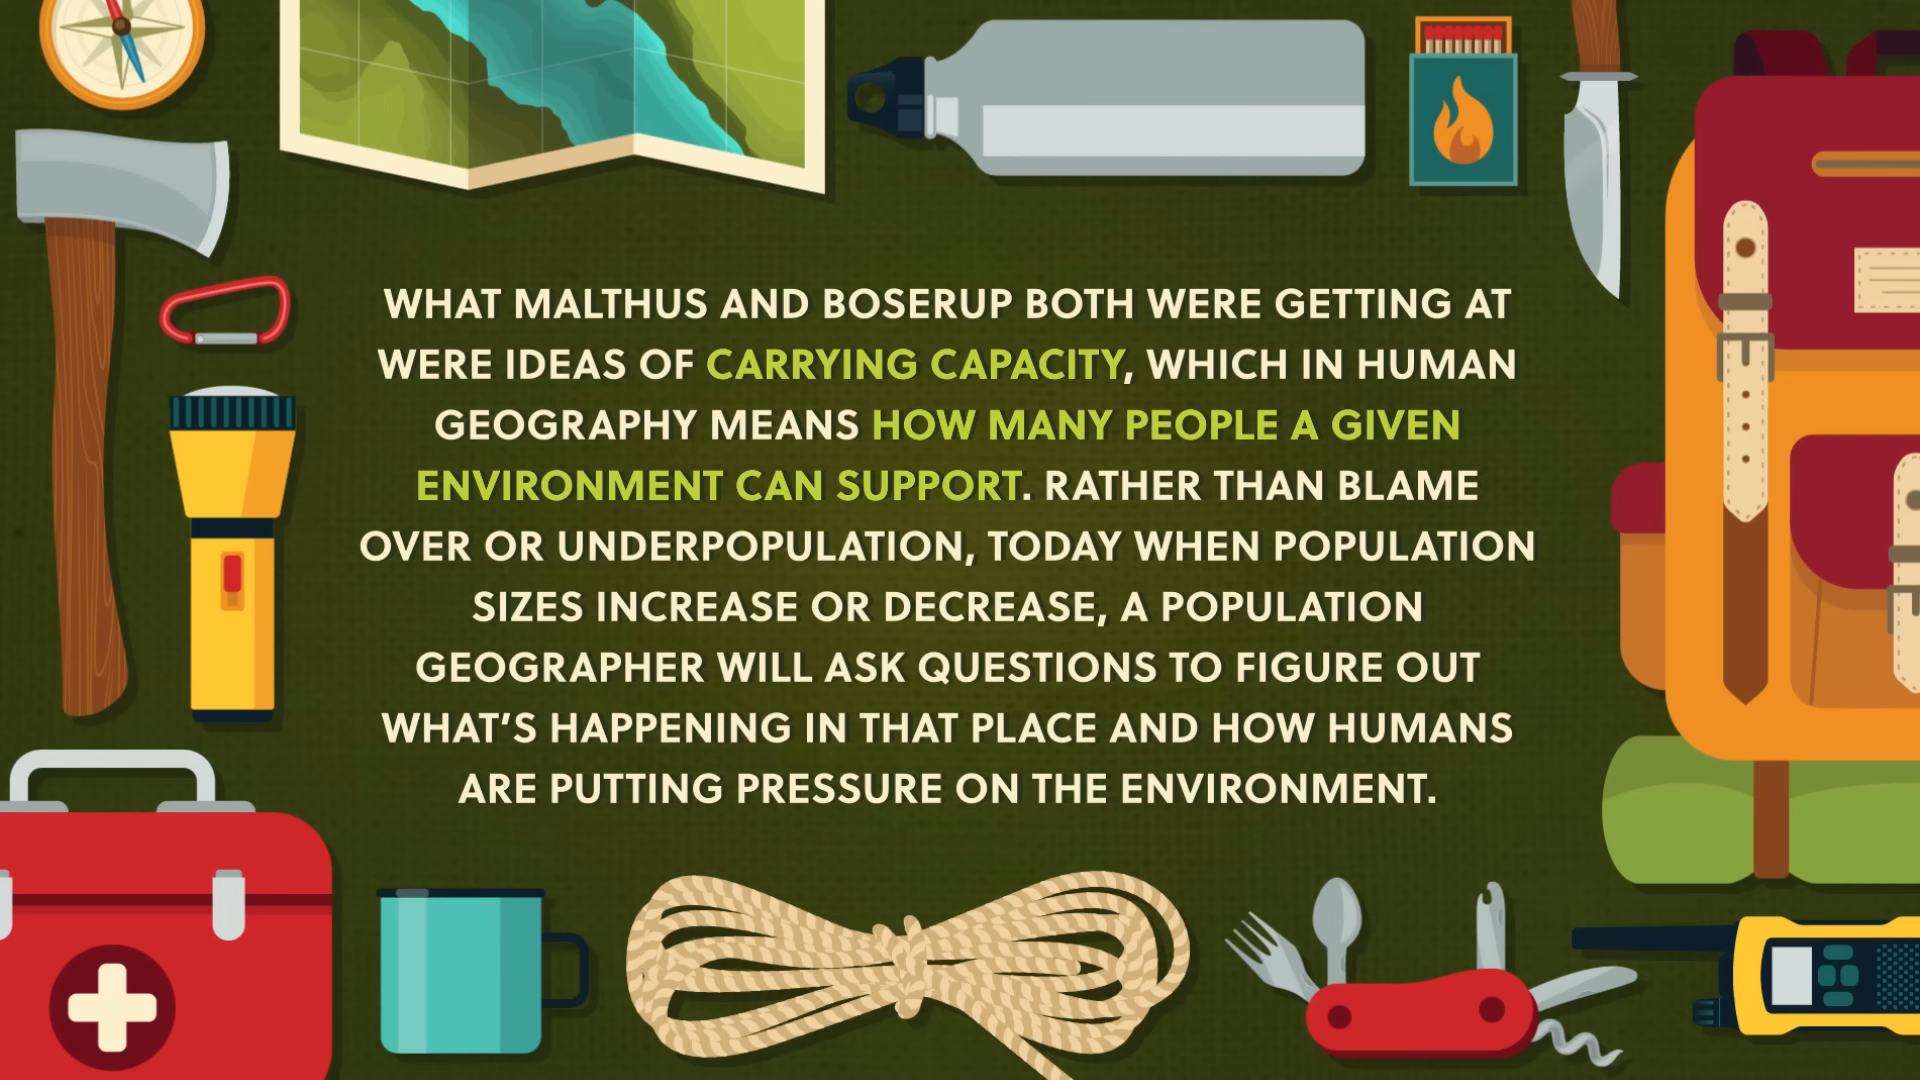 WHAT MALTHUS AND BOSERUP BOTH WERE GETTING AT
WERE IDEAS OF CARRYING CAPACITY, WHICH IN HUMAN
GEOGRAPHY MEANS HOW MANY PEOPLE A GIVEN
ENVIRONMENT CAN SUPPORT. RATHER THAN BLAME
OVER OR UNDERPOPULATION, TODAY WHEN POPULATION
SIZES INCREASE OR DECREASE, A POPULATION
GEOGRAPHER WILL ASK QUESTIONS TO FIGURE OUT
WHAT'S HAPPENING IN THAT PLACE AND HOW HUMANS
ARE PUTTING PRESSURE ON THE ENVIRONMENT.